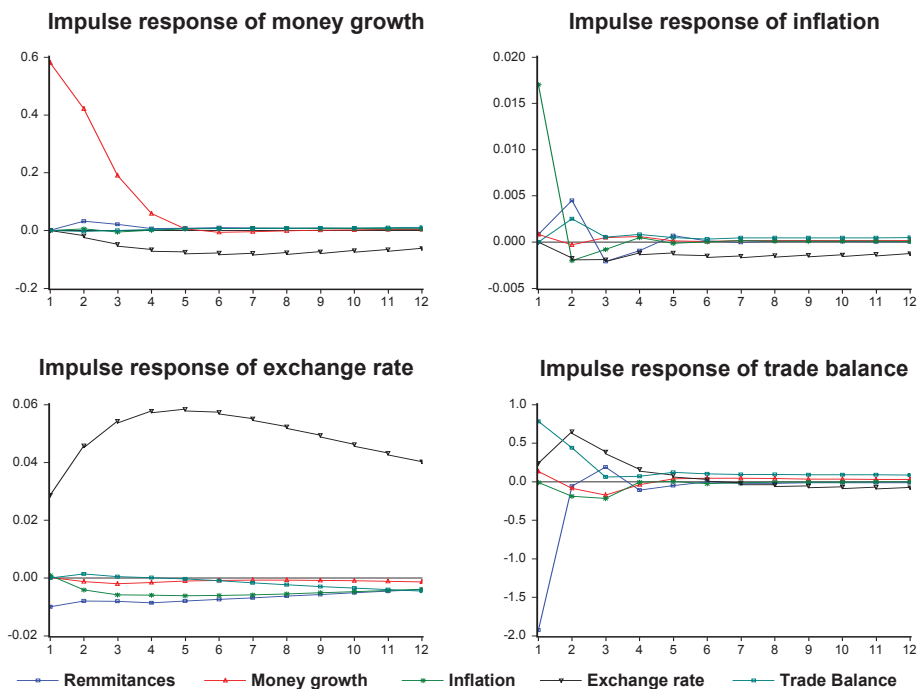 Impulse response of money growth
0.6
0.4
0.2
0.0
-0.2
1 2 3 4 5 6 7 8 9 10 11 12
Impulse response of inflation
0.020
0.015
0.010
0.005
0.000
-0.005
1 2 3 4 5 6 7 8 9 10 11 12
Impulse response of exchange rate
0.06
0.04
0.02
0.00
-0.02
1 2 3 4 5 6 7 8 9 10 11 12
Impulse response of trade balance
1.0
0.5
0.0
-0.5
-1.0
-1.5
-2.0
1 2 3 4 5 6 7 8 9 10 11 12
Remmitances Money growth Inflation Exchange rate Trade Balance